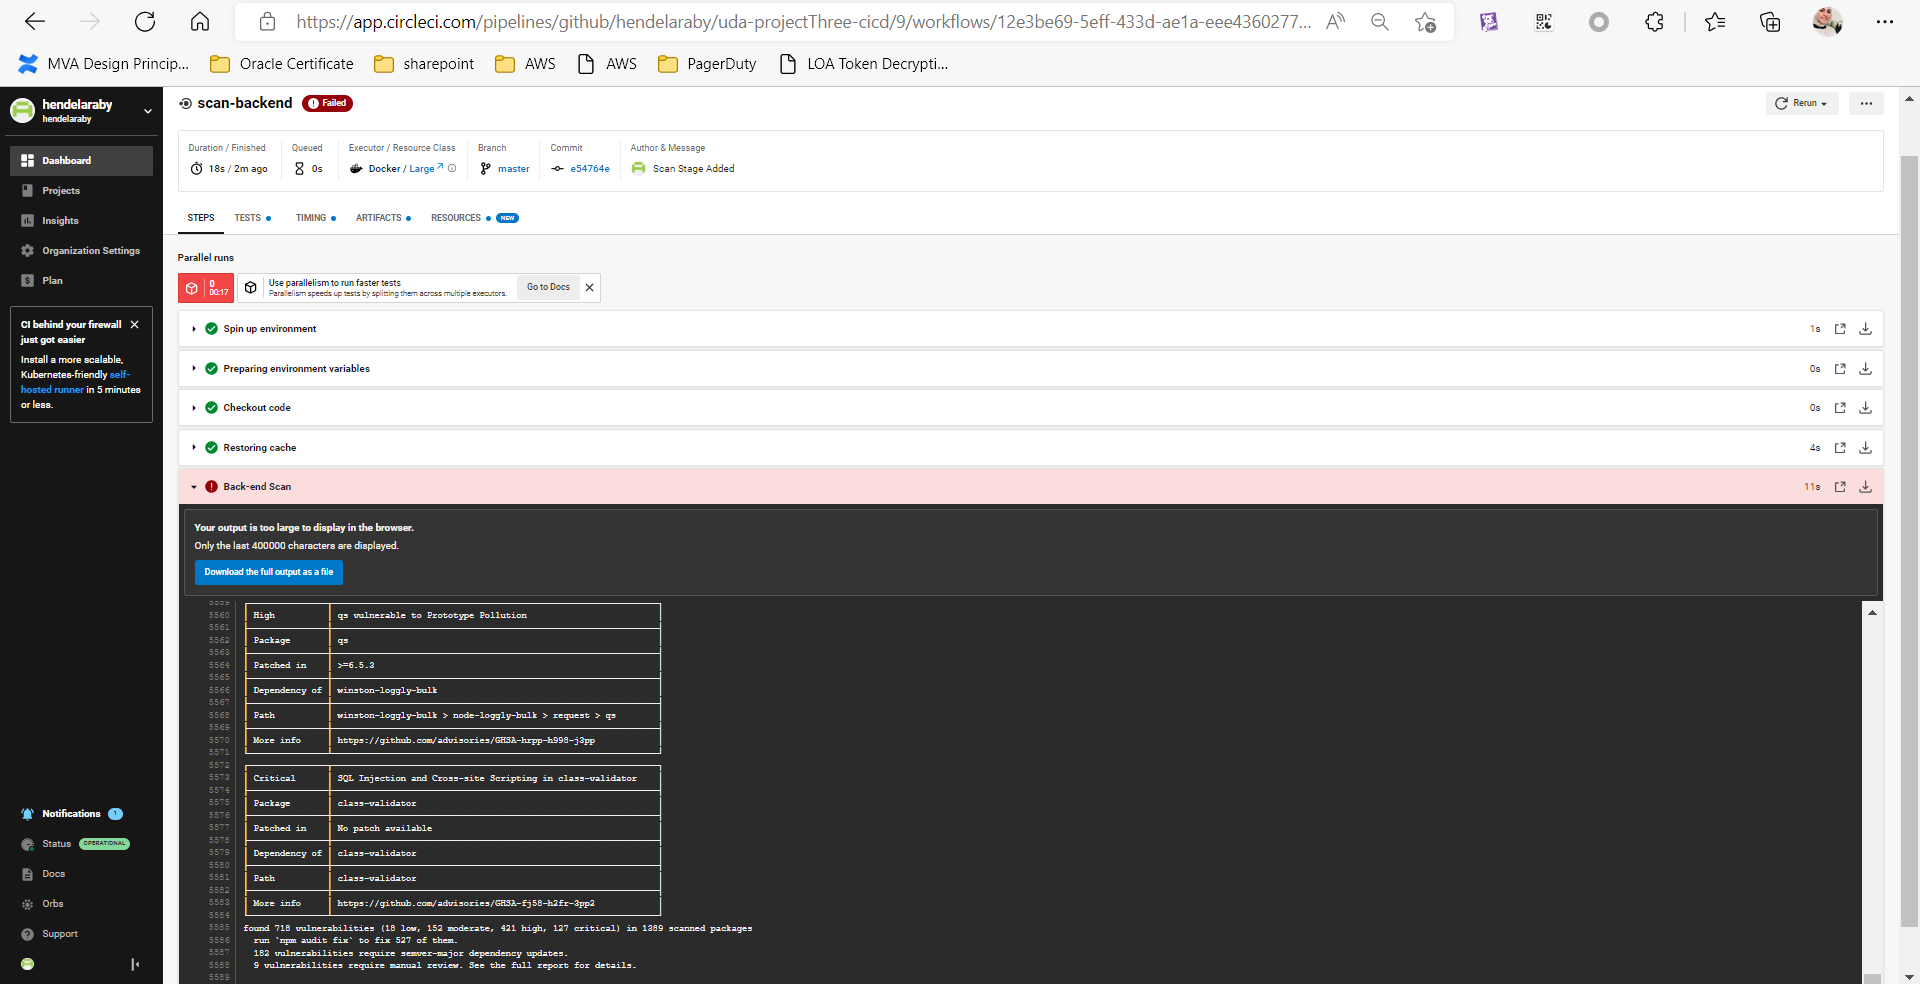 https://app.circleci.com/pipelines/github/hendelaraby/uda-projectThree-cicd/9/workflows/12e3be69-5eff-433d-ae1a-eee4360277...
MVA Design Princip...
Oracle Certificate
sharepoint
AWS
AWS
PagerDuty
LOA Token Decrypti...
hendelaraby
hendelaraby
Dashboard
Projects
Insights
Organization Settings
Plan
CI behind your firewall
just got easier
Install a more scalable,
Kubernetes-friendly self-
hosted runner in 5 minutes
or less.
Notifications 1
Status OPERATIONAL
Docs
Orbs
Support
scan-backend Failed
Rerun
Duration / Finished
18s / 2m ago
Queued
0s
Executor / Resource Class
Docker / Large
Branch
master
Commit
e54764e
Author & Message
Scan Stage Added
STEPS TESTS TIMING ARTIFACTS RESOURCES NEW
Parallel runs
0
00:17
Use parallelism to run faster tests
Parallelism speeds up tests by splitting them across multiple executors.
Go to Docs
Spin up environment 1s
Preparing environment variables 0s
Checkout code 0s
Restoring cache 4s
Back-end Scan 11s
Your output is too large to display in the browser.
Only the last 400000 characters are displayed.
Download the full output as a file
5559
5560 High qs vulnerable to Prototype Pollution
5561
5562 Package qs
5563
5564 Patched in >=6.5.3
5565
5566 Dependency of winston-loggly-bulk
5567
5568 Path winston-loggly-bulk > node-loggly-bulk > request > qs
5569
5570 More info https://github.com/advisories/GHSA-hrpp-h998-j3pp
5571
5572
5573 Critical SQL Injection and Cross-site Scripting in class-validator
5574
5575 Package class-validator
5576
5577 Patched in No patch available
5578
5579 Dependency of class-validator
5580
5581 Path class-validator
5582
5583 More info https://github.com/advisories/GHSA-fj58-h2fr-3pp2
5584
5585 found 718 vulnerabilities (18 low, 152 moderate, 421 high, 127 critical) in 1389 scanned packages
5586 run `npm audit fix` to fix 527 of them.
5587 182 vulnerabilities require semver-major dependency updates.
5588 9 vulnerabilities require manual review. See the full report for details.
5589